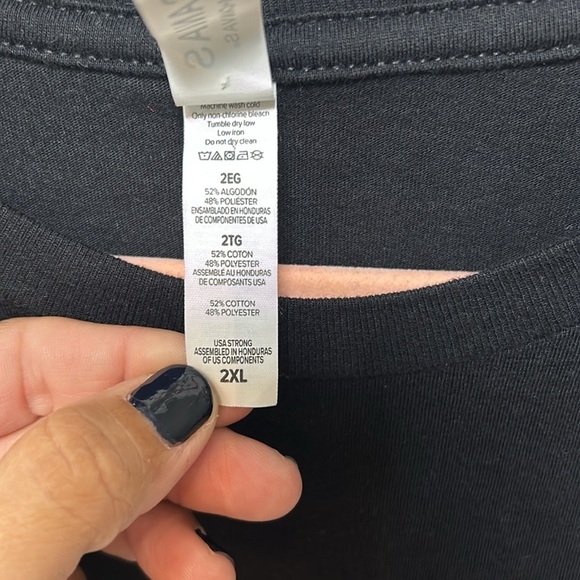 Machine wash cold
Only non-chlorine bleach
Tumble dry low
Low iron
Do not dry clean
2EG
52% ALGODÓN
48% POLIÉSTER
ENSAMBLADO EN HONDURAS
DE COMPONENTES DE USA
2TG
52% COTON
48% POLYESTER
ASSEMBLÉ AU HONDURAS
DE COMPOSANTS USA
52% COTTON
48% POLYESTER
USA STRONG
ASSEMBLED IN HONDURAS
OF US COMPONENTS
2XL